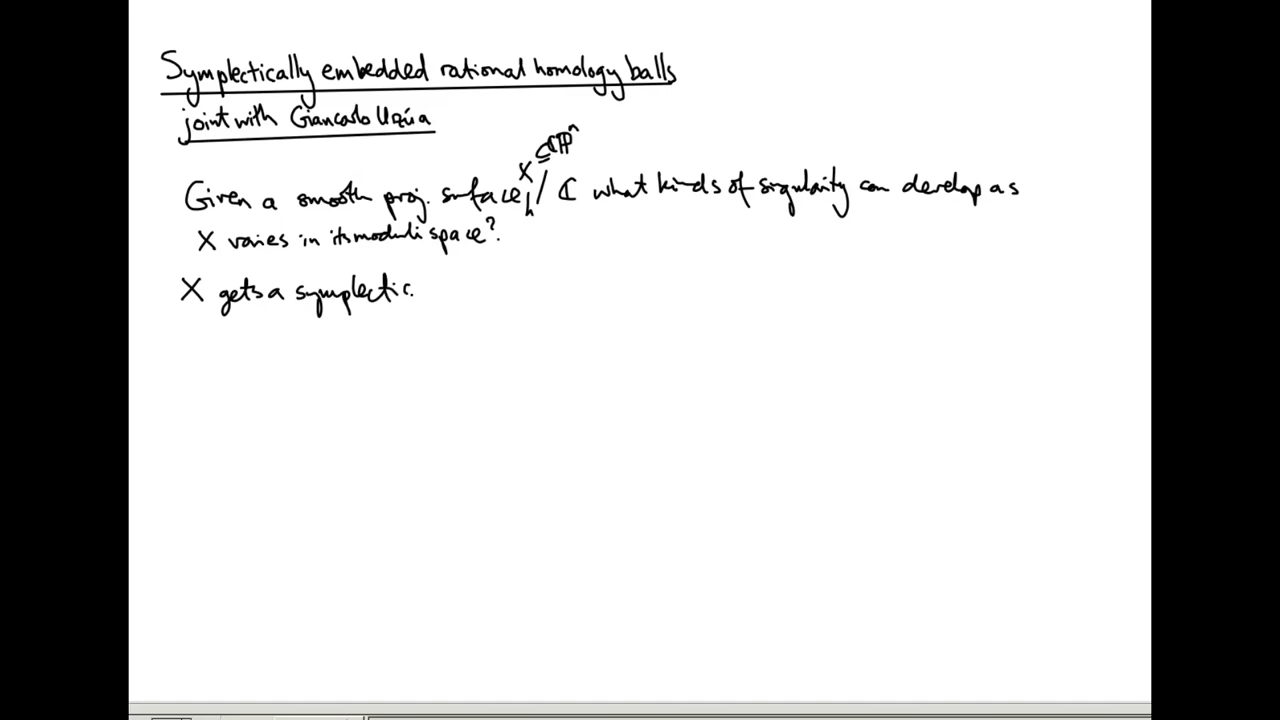 Symplectically embedded rational homology balls
joint with Giancarlo Urzúa
X ⊆ ℂℙⁿ
Given a smooth proj. surface / ℂ what kinds of singularity can develop as
X varies in its moduli space?
X gets a symplectic